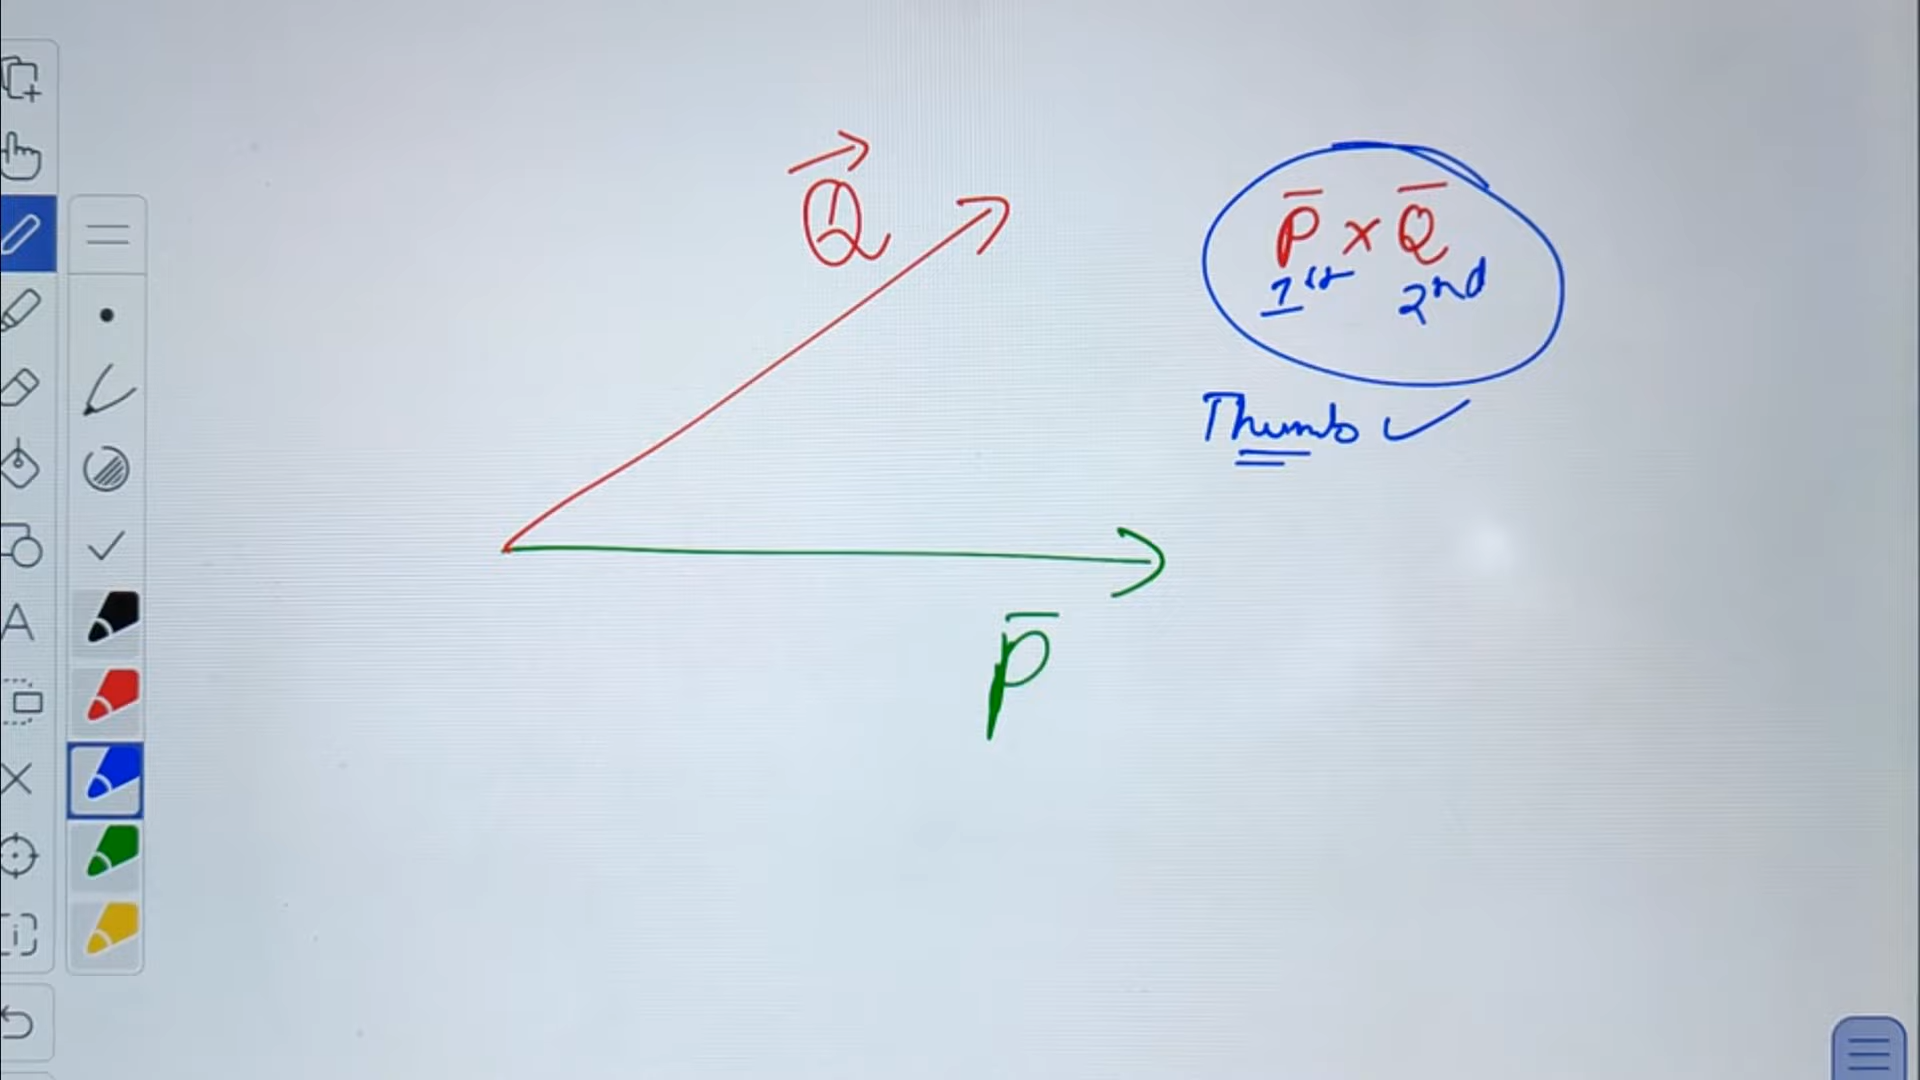 Q
P̄ x Q̄
1st 2nd
Thumb ✓
P̄
A